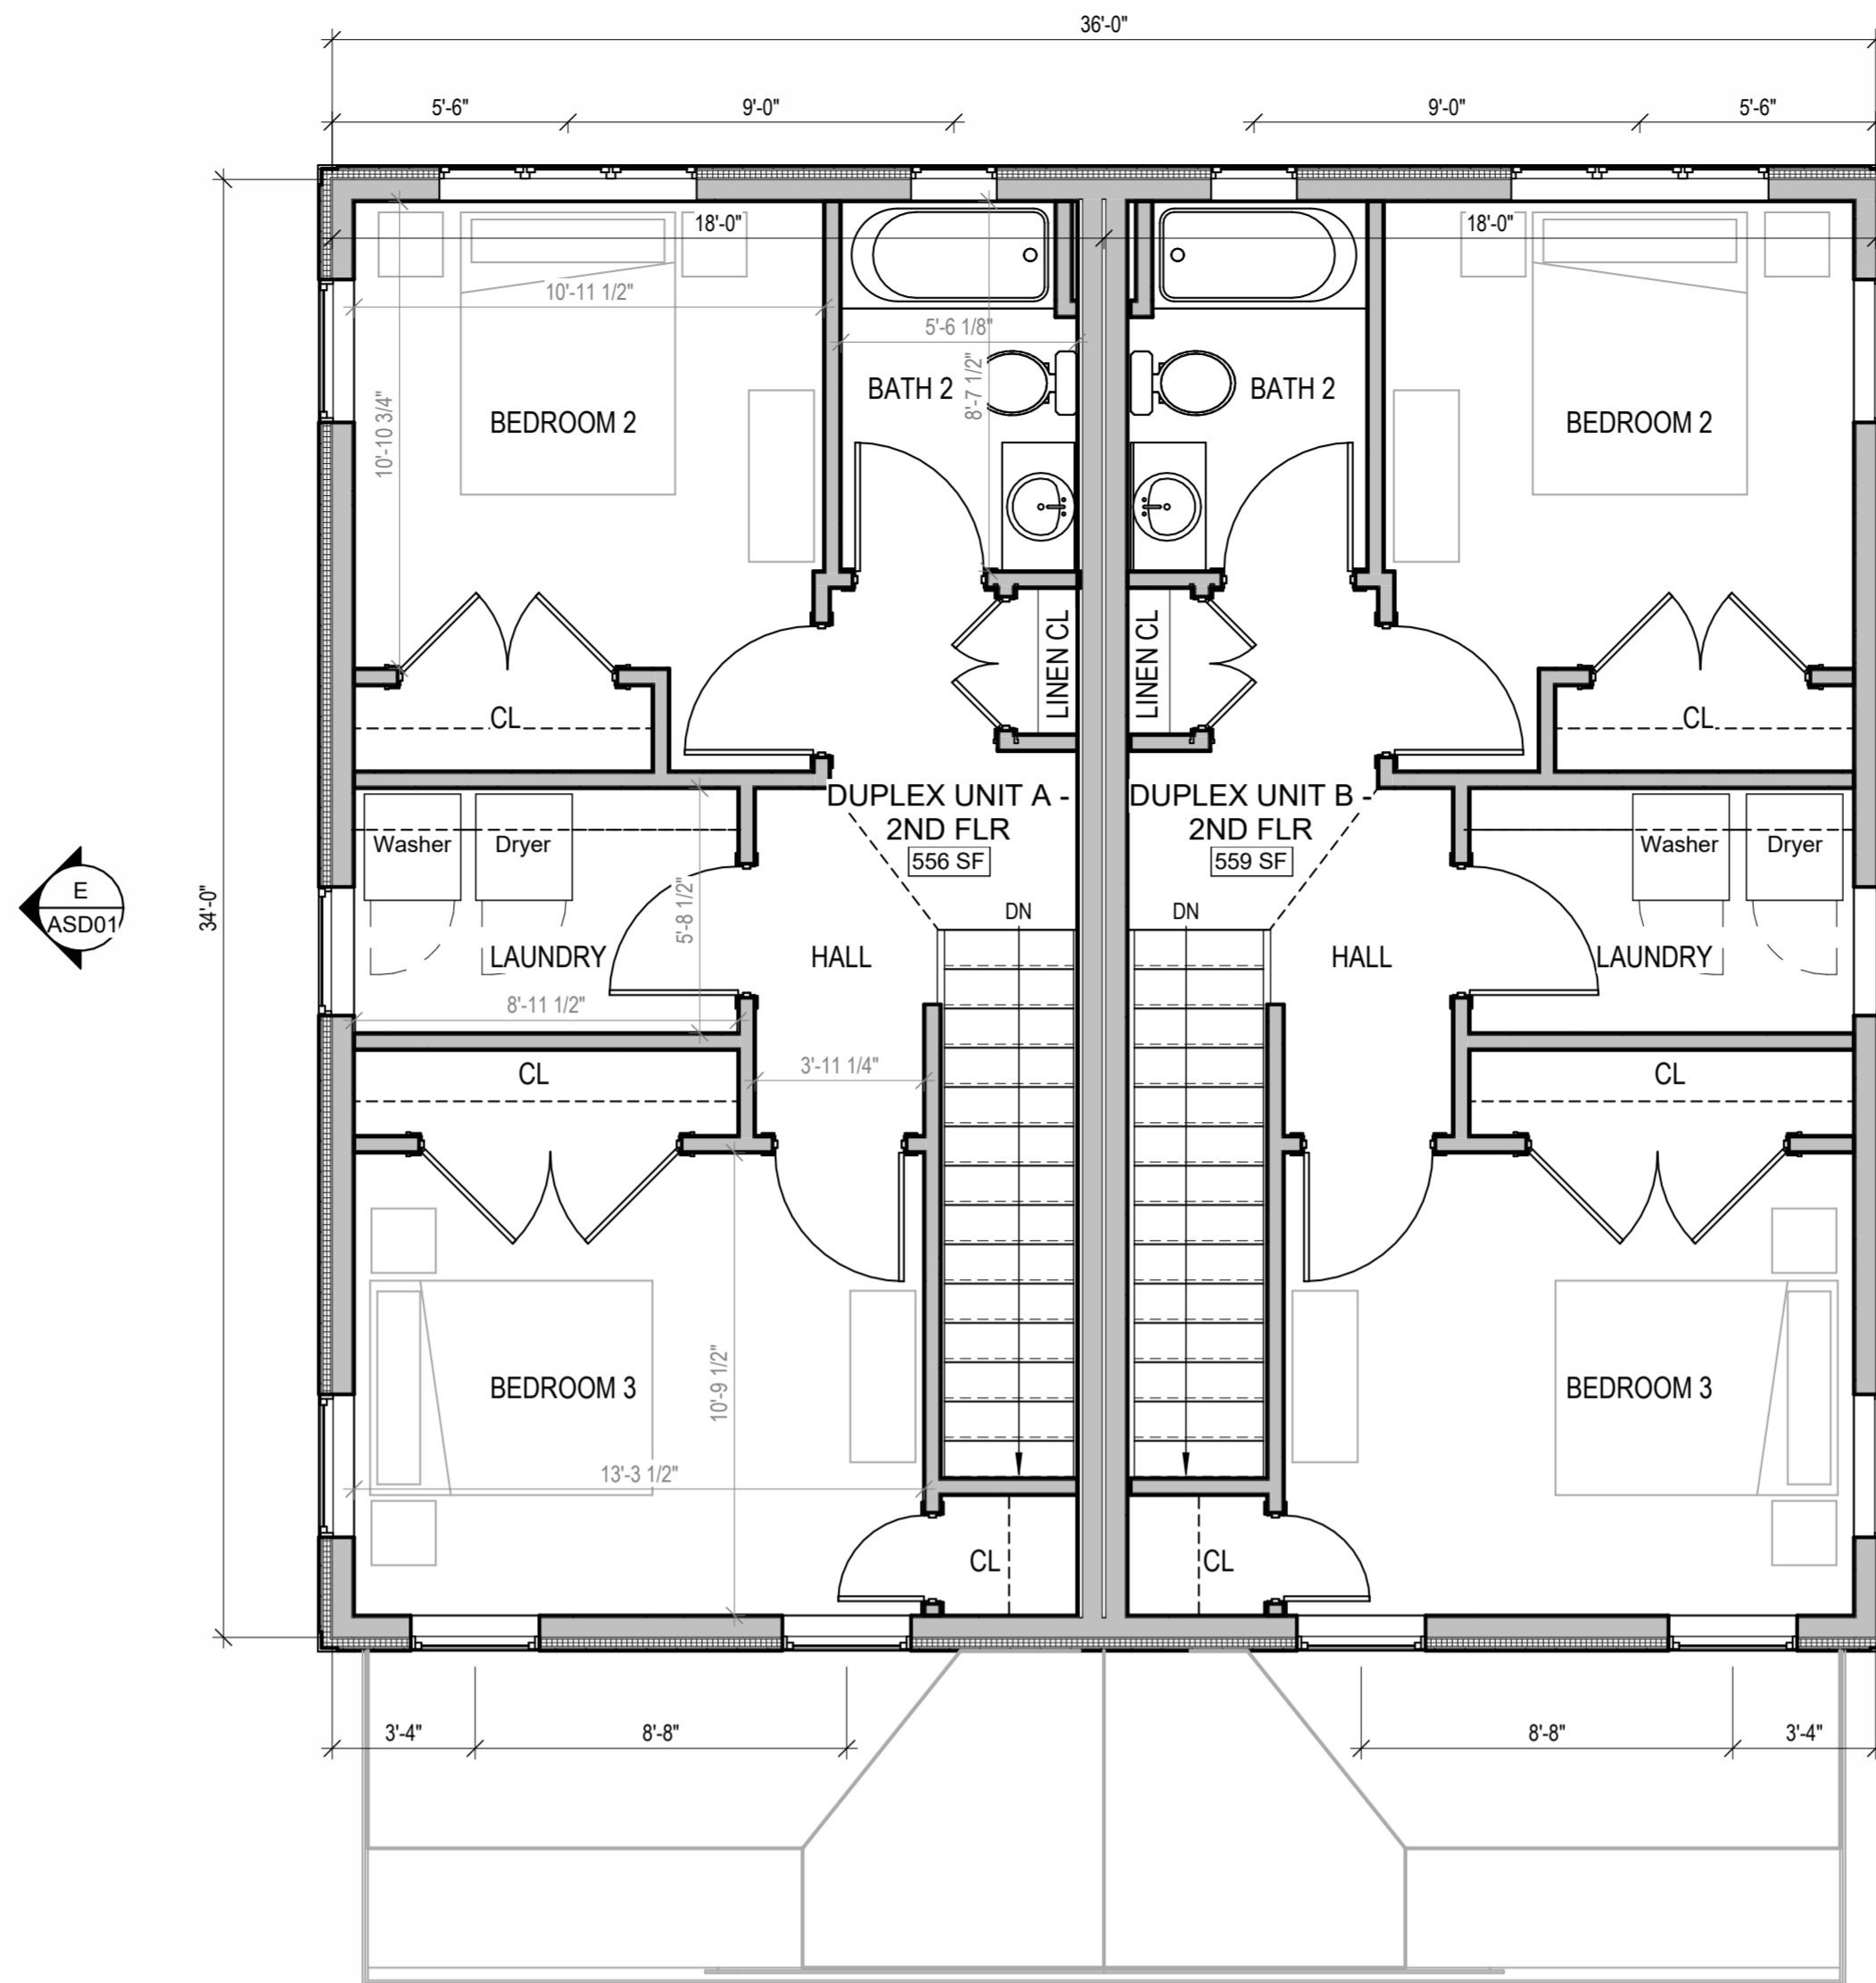 36'-0"
5'-6"
9'-0"
9'-0"
5'-6"
18'-0"
18'-0"
10'-11 1/2"
5'-6 1/8"
8'-7 1/2"
10'-10 3/4"
BEDROOM 2
BATH 2
BATH 2
BEDROOM 2
LINEN CL
LINEN CL
CL
CL
DUPLEX UNIT A -
2ND FLR
556 SF
DUPLEX UNIT B -
2ND FLR
559 SF
Washer
Dryer
Washer
Dryer
E
ASD01
34'-0"
5'-8 1/2"
DN
DN
LAUNDRY
HALL
HALL
LAUNDRY
8'-11 1/2"
3'-11 1/4"
CL
CL
BEDROOM 3
10'-9 1/2"
BEDROOM 3
13'-3 1/2"
CL
CL
3'-4"
8'-8"
8'-8"
3'-4"